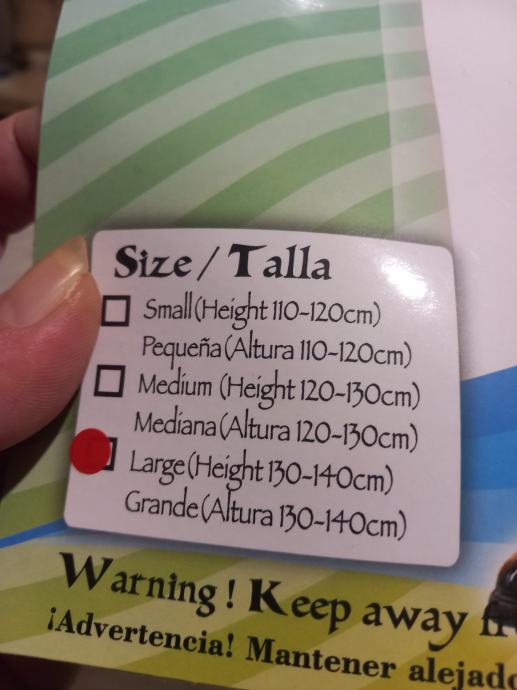 Size / Talla
Small(Height 110-120cm)
Pequeña(Altura 110-120cm)
Medium (Height 120-130cm)
Mediana(Altura 120-130cm)
Large(Height 130-140cm)
Grande(Altura 130-140cm)
Warning! Keep away
¡Advertencia! Mantener